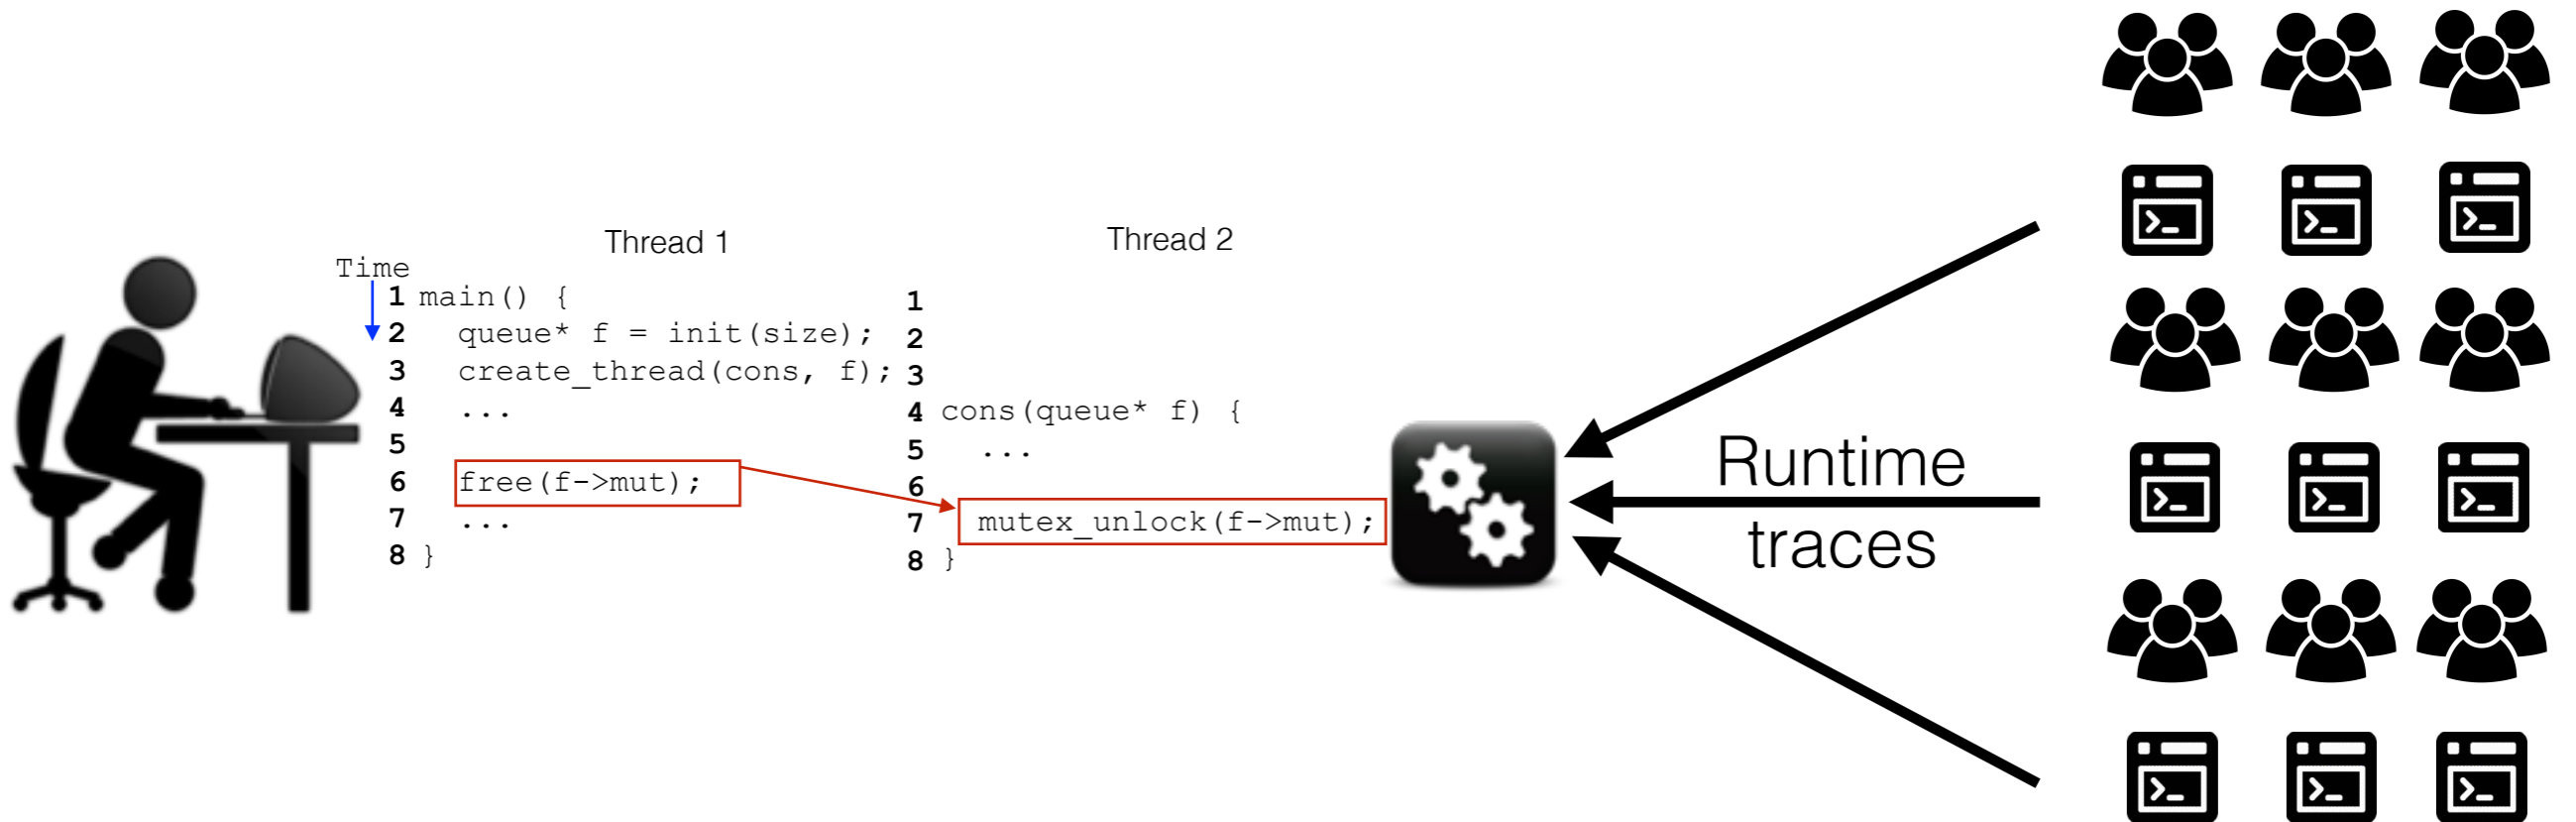 Thread 1
Time
1 main() {
2 queue* f = init(size);
3 create_thread(cons, f);
4 ...
5
6 free(f->mut);
7 ...
8 }
Thread 2
1
2
3
4 cons(queue* f) {
5 ...
6
7 mutex_unlock(f->mut);
8 }
Runtime
traces